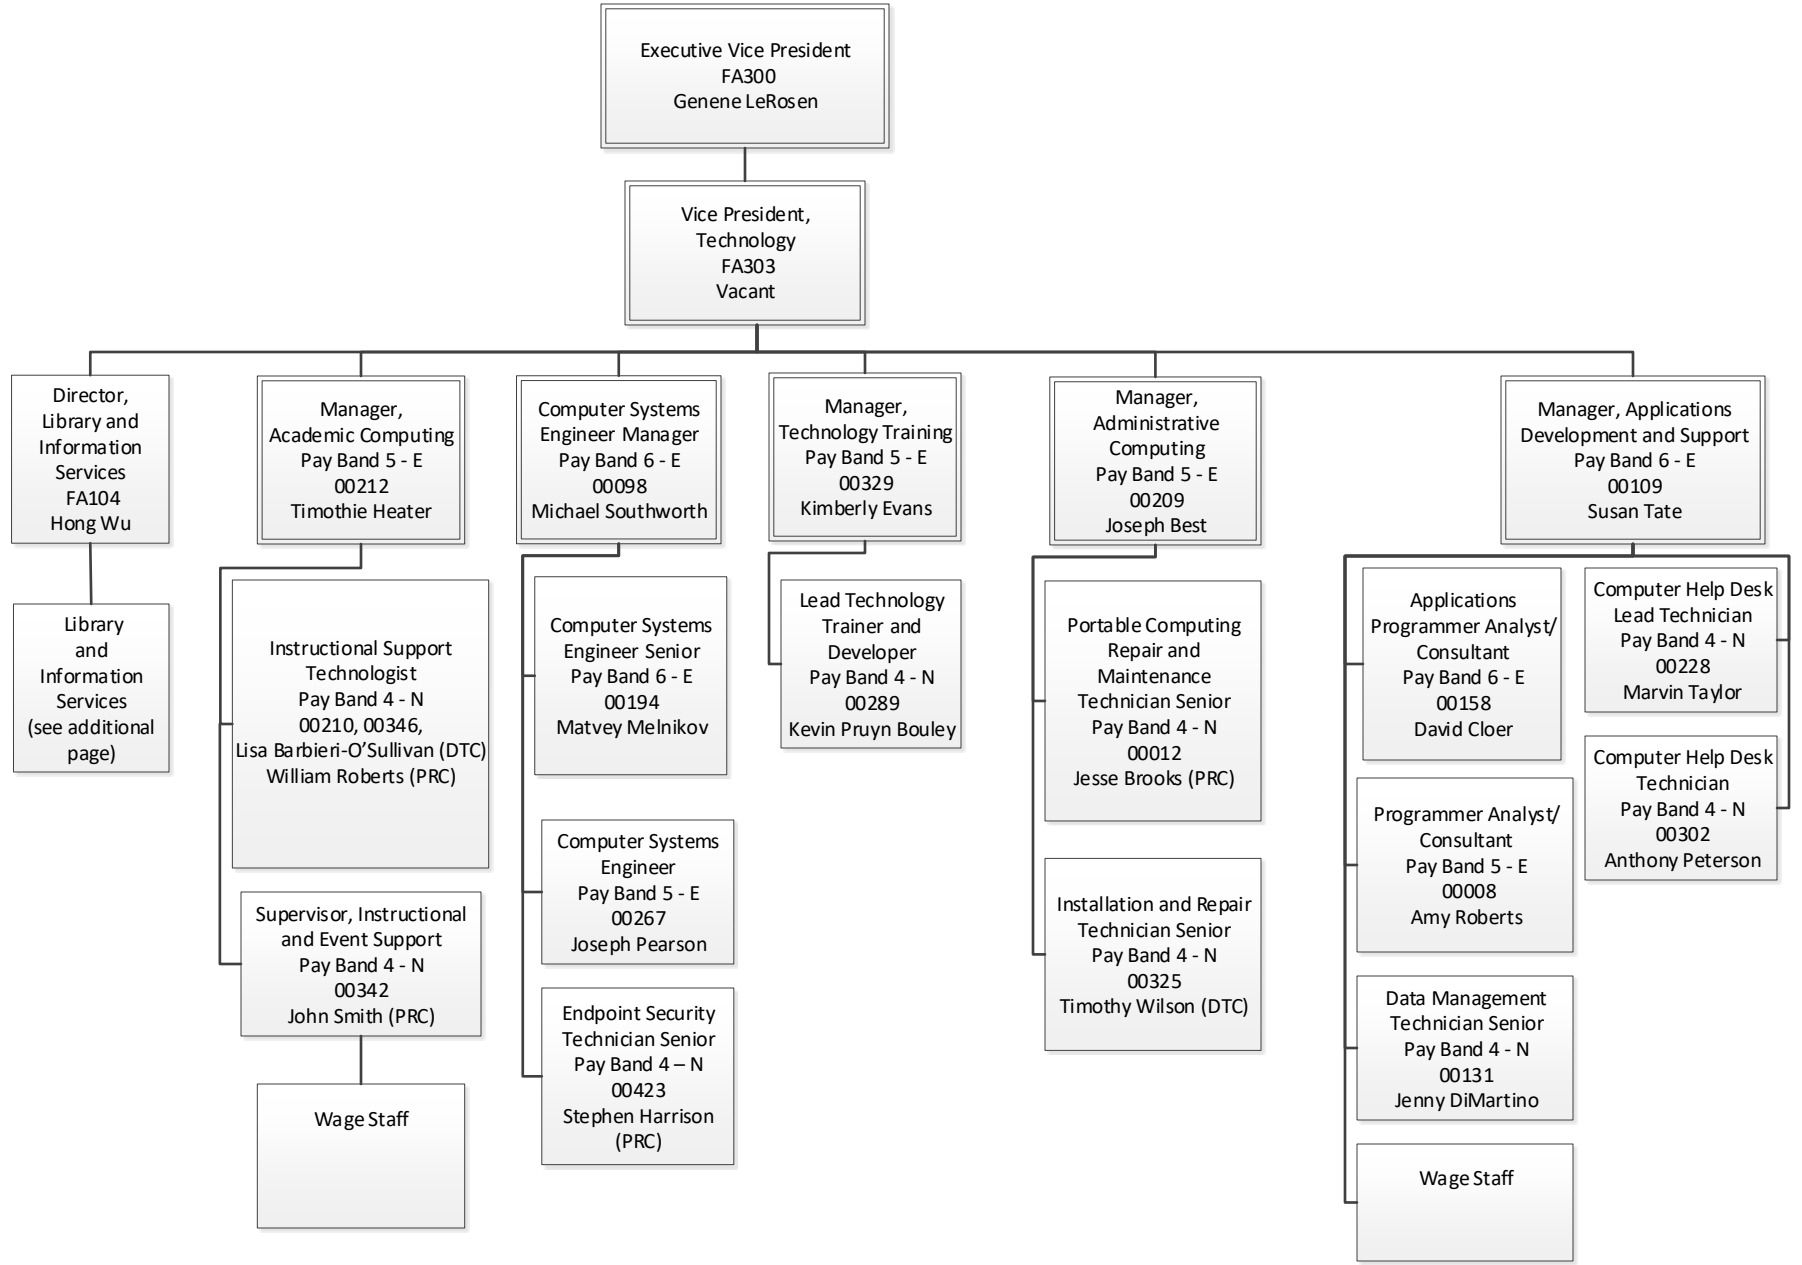 Executive Vice President
FA300
Genene LeRosen
Vice President,
Technology
FA303
Vacant
Director,
Library and
Information
Services
FA104
Hong Wu
Library
and
Information
Services
(see additional
page)
Manager,
Academic Computing
Pay Band 5 - E
00212
Timothie Heater
Instructional Support
Technologist
Pay Band 4 - N
00210, 00346,
Lisa Barbieri-O’Sullivan (DTC)
William Roberts (PRC)
Supervisor, Instructional
and Event Support
Pay Band 4 - N
00342
John Smith (PRC)
Wage Staff
Computer Systems
Engineer Manager
Pay Band 6 - E
00098
Michael Southworth
Computer Systems
Engineer Senior
Pay Band 6 - E
00194
Matvey Melnikov
Computer Systems
Engineer
Pay Band 5 - E
00267
Joseph Pearson
Endpoint Security
Technician Senior
Pay Band 4 – N
00423
Stephen Harrison
(PRC)
Manager,
Technology Training
Pay Band 5 - E
00329
Kimberly Evans
Lead Technology
Trainer and
Developer
Pay Band 4 - N
00289
Kevin Pruyn Bouley
Manager,
Administrative
Computing
Pay Band 5 - E
00209
Joseph Best
Portable Computing
Repair and
Maintenance
Technician Senior
Pay Band 4 - N
00012
Jesse Brooks (PRC)
Installation and Repair
Technician Senior
Pay Band 4 - N
00325
Timothy Wilson (DTC)
Manager, Applications
Development and Support
Pay Band 6 - E
00109
Susan Tate
Applications
Programmer Analyst/
Consultant
Pay Band 6 - E
00158
David Cloer
Programmer Analyst/
Consultant
Pay Band 5 - E
00008
Amy Roberts
Data Management
Technician Senior
Pay Band 4 - N
00131
Jenny DiMartino
Wage Staff
Computer Help Desk
Lead Technician
Pay Band 4 - N
00228
Marvin Taylor
Computer Help Desk
Technician
Pay Band 4 - N
00302
Anthony Peterson